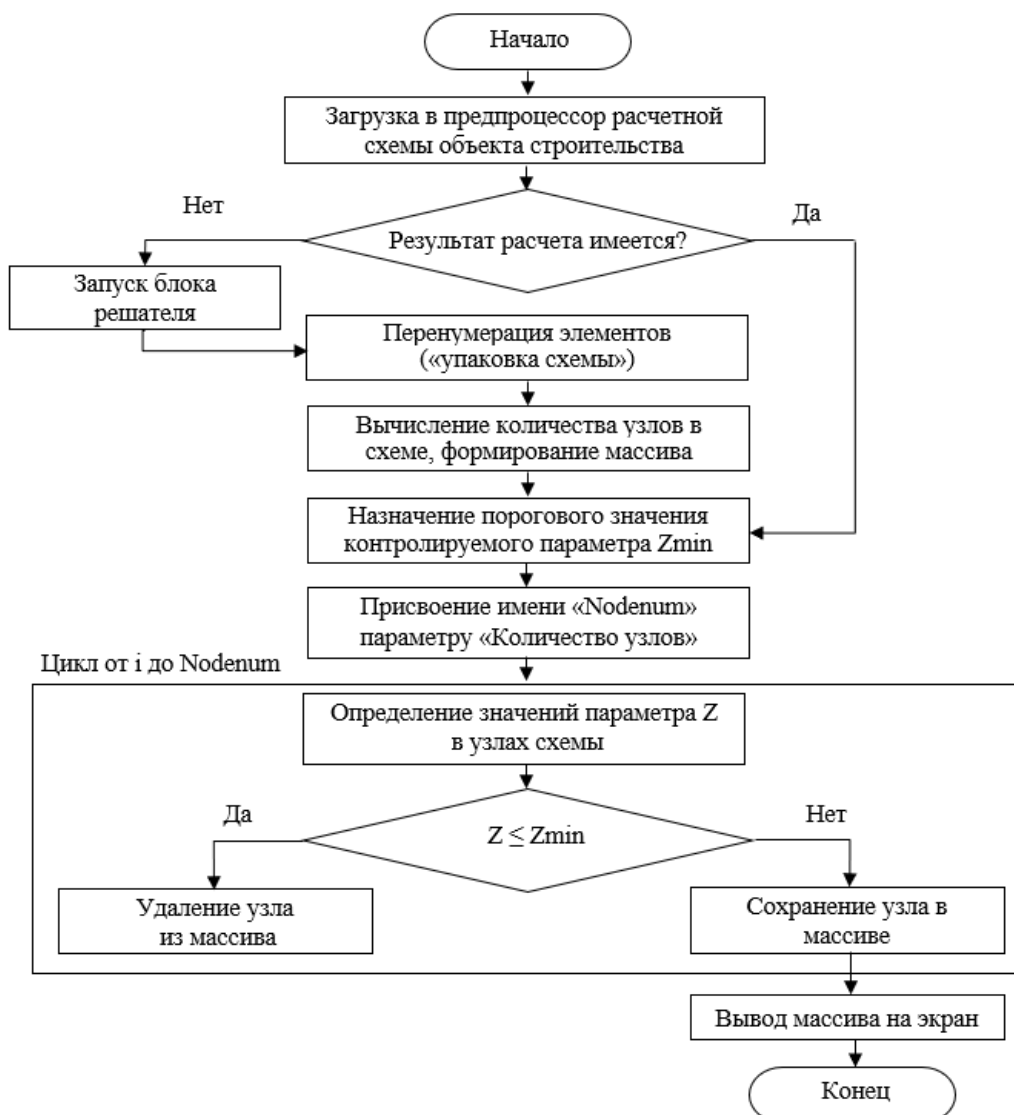 Начало
Загрузка в предпроцессор расчетной
схемы объекта строительства
Нет
Да
Результат расчета имеется?
Запуск блока
решателя
Перенумерация элементов
(«упаковка схемы»)
Вычисление количества узлов в
схеме, формирование массива
Назначение порогового значения
контролируемого параметра Zmin
Присвоение имени «Nodenum»
параметру «Количество узлов»
Цикл от i до Nodenum
Определение значений параметра Z
в узлах схемы
Да
Нет
Z ≤ Zmin
Удаление узла
из массива
Сохранение узла в
массиве
Вывод массива на экран
Конец